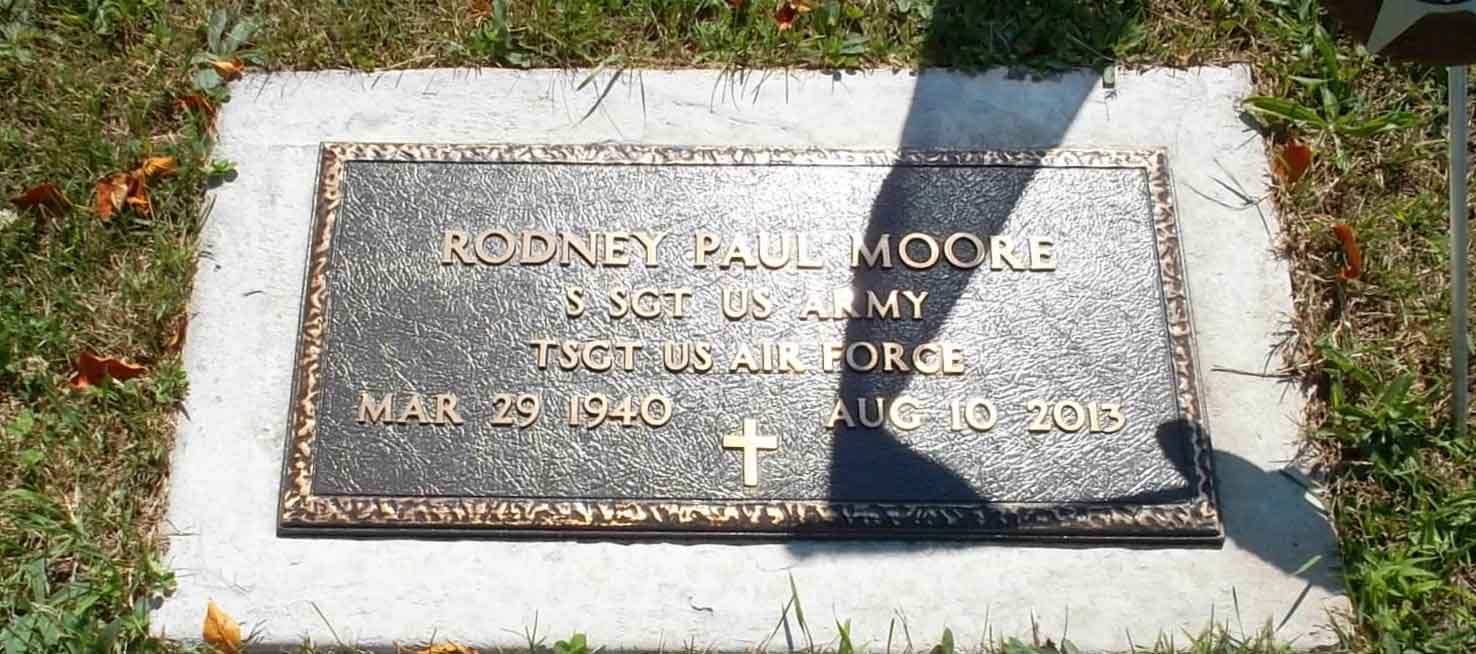 RODNEY PAUL MOORE
S SGT US ARMY
TSGT US AIR FORCE
MAR 29 1940 AUG 10 2013